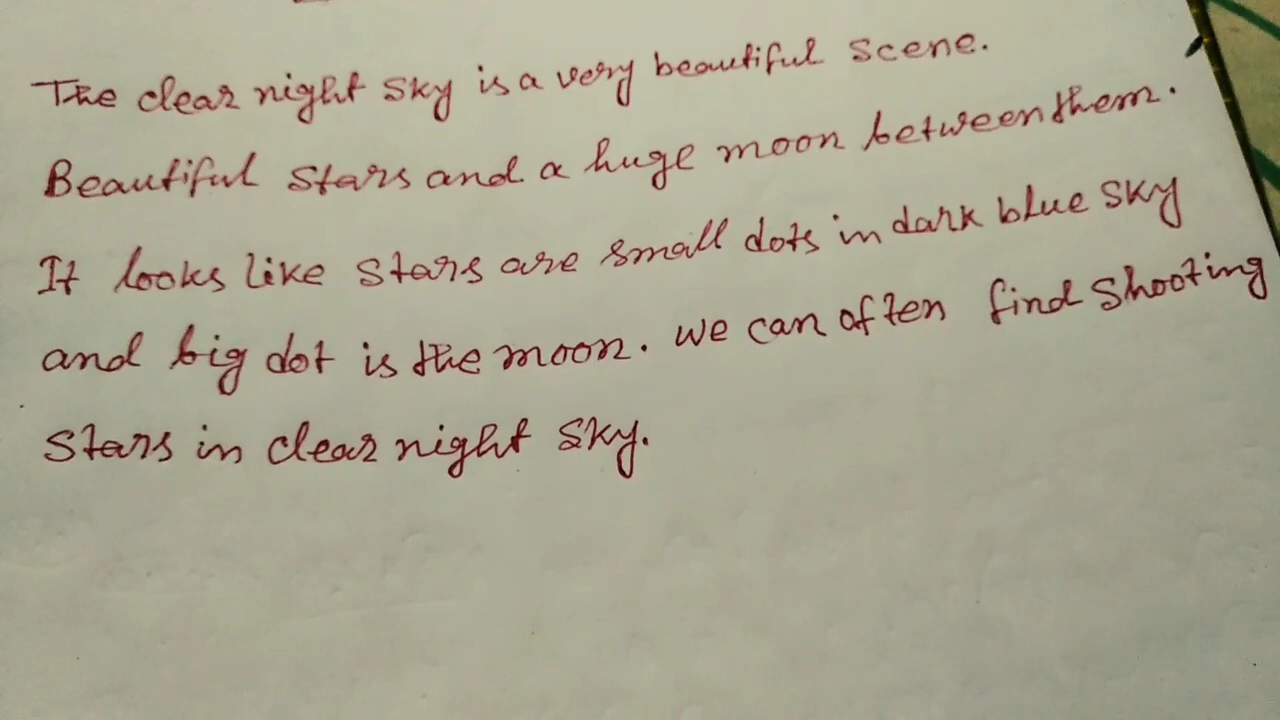 The clear night sky is a very beautiful scene.
Beautiful stars and a huge moon between them.
It looks like stars are small dots in dark blue sky
and big dot is the moon. we can often find shooting
stars in clear night sky.